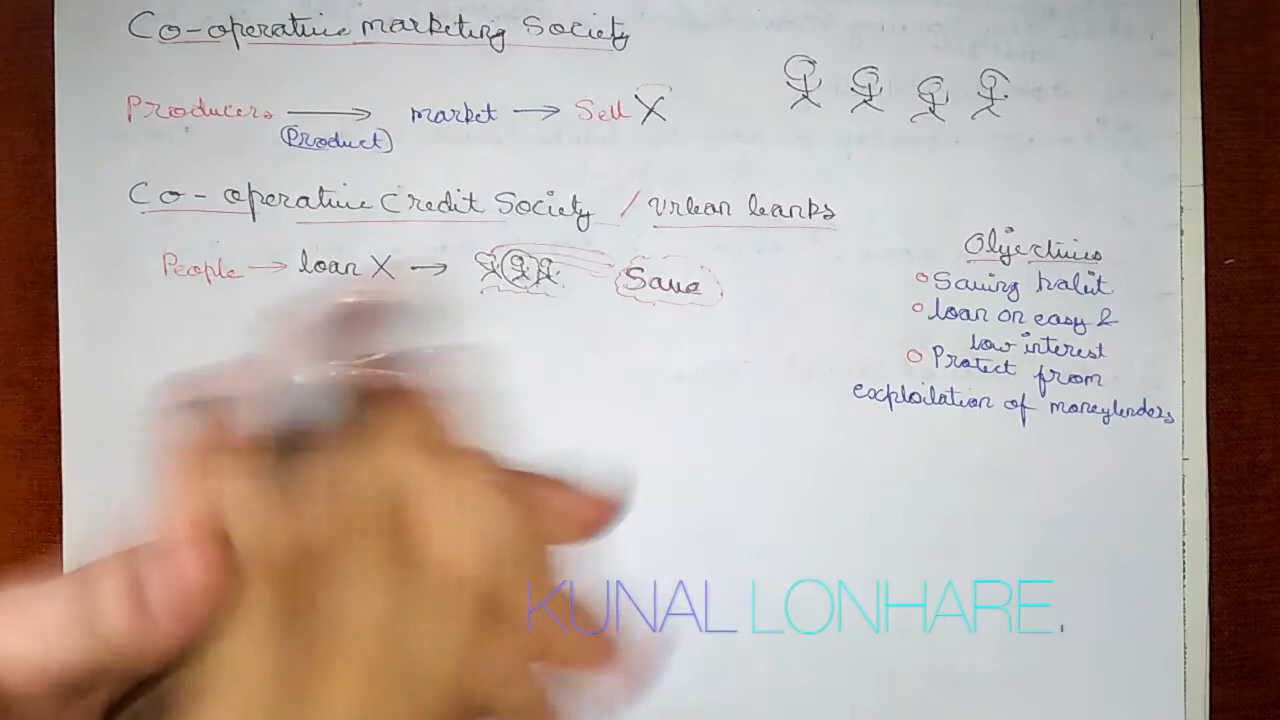 Co-operative marketing Society
Producers → market → Sell X
(Product)
Co-operative Credit Society / Urban banks
People → loan X → Save
Objectives
Saving habit
loan on easy &
low interest
Protect from
exploilation of moneylenders
KUNAL LONHARE.